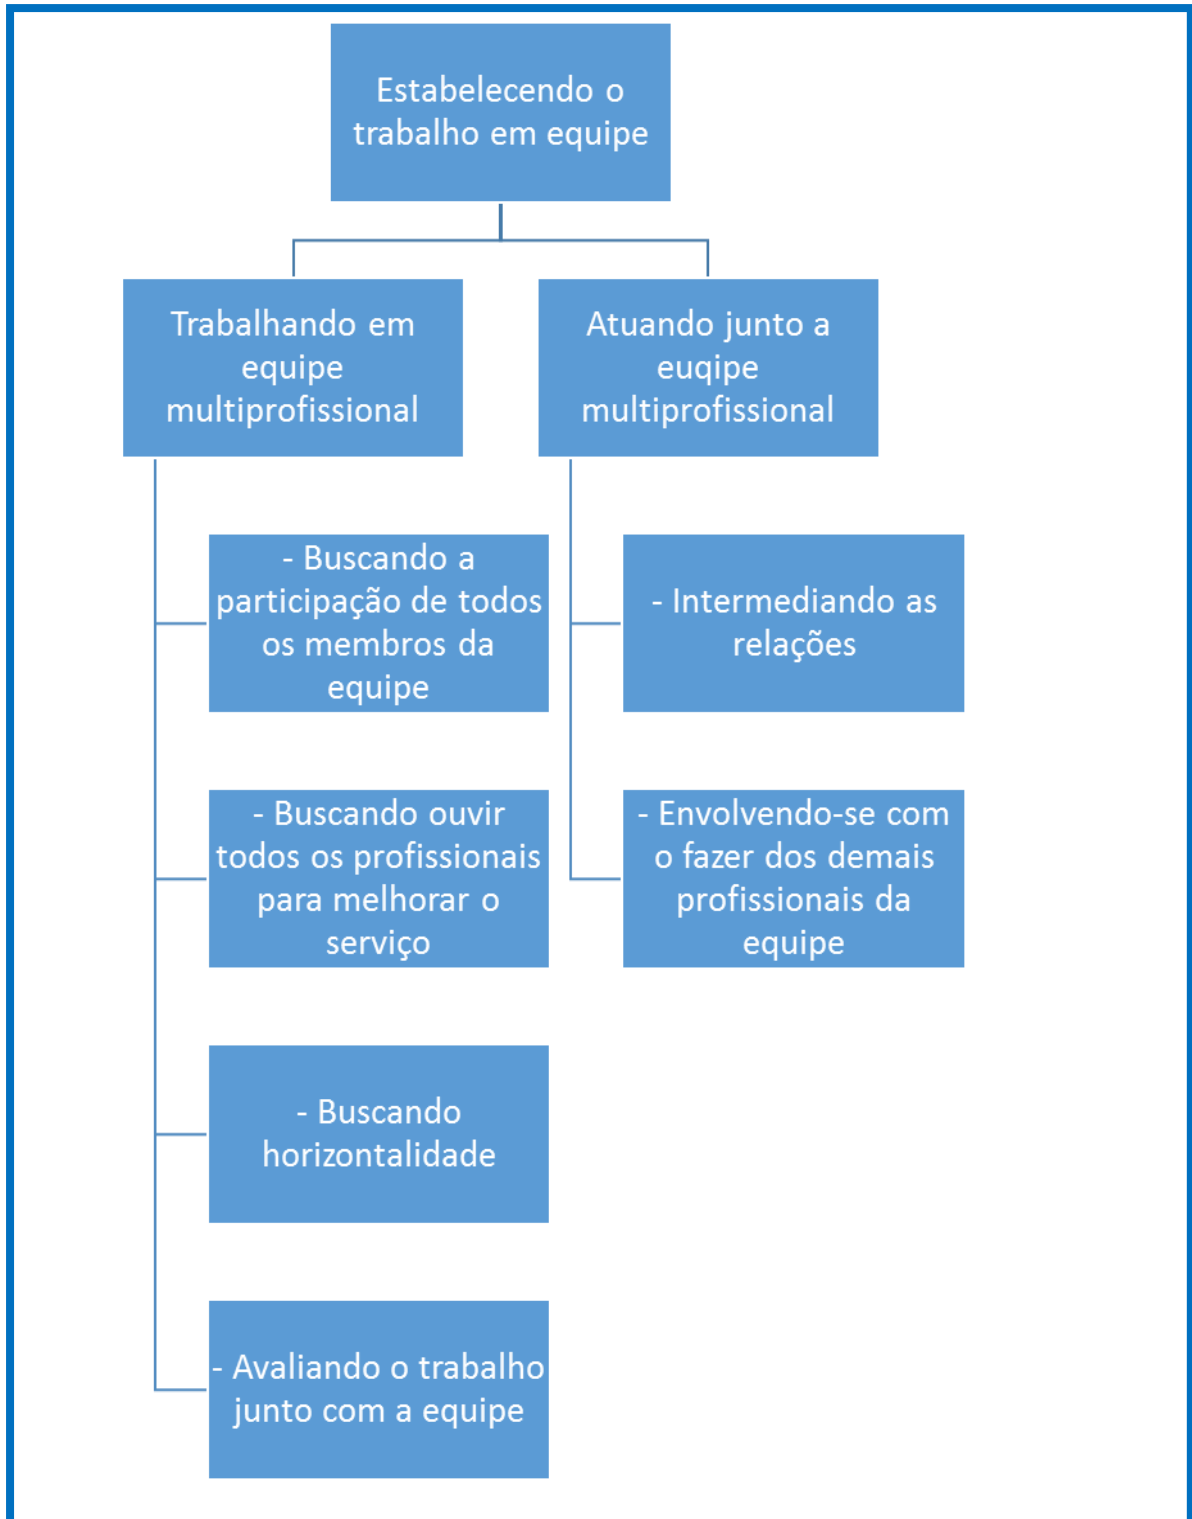 Estabelecendo o
trabalho em equipe
Trabalhando em
equipe
multiprofissional
Atuando junto a
euqipe
multiprofissional
- Buscando a
participação de todos
os membros da
equipe
- Intermediando as
relações
- Buscando ouvir
todos os profissionais
para melhorar o
serviço
- Envolvendo-se com
o fazer dos demais
profissionais da
equipe
- Buscando
horizontalidade
- Avaliando o trabalho
junto com a equipe